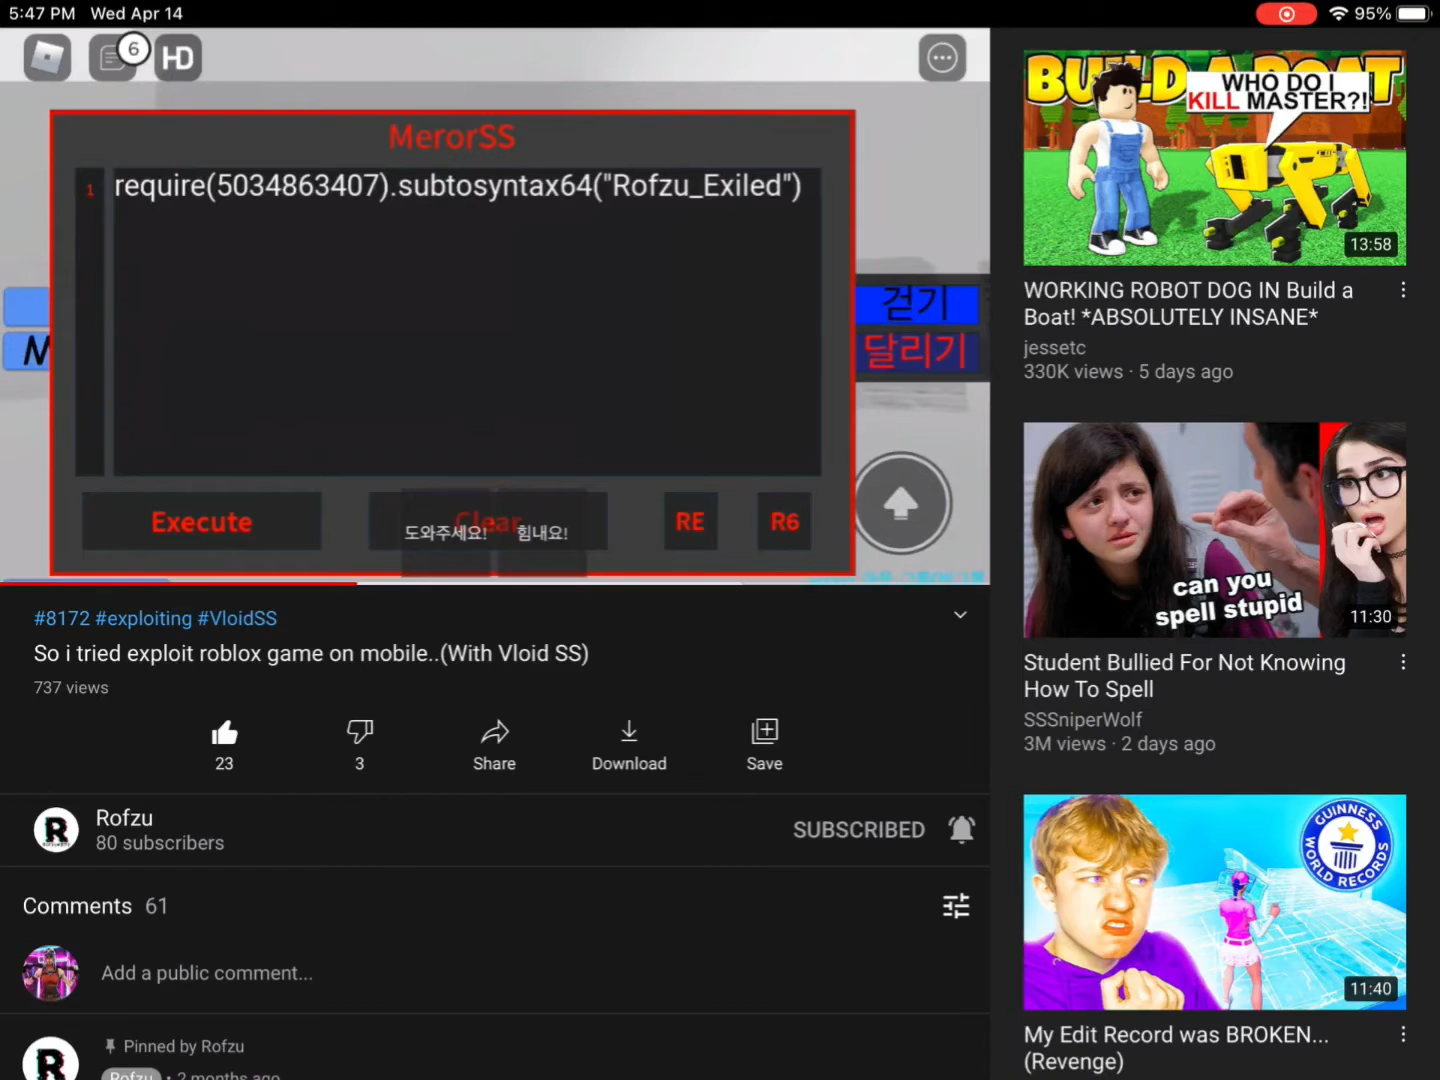 5:47 PM Wed Apr 14
95%
6
HD
MerorSS
1
require(5034863407).subtosyntax64("Rofzu_Exiled")
걷기
달리기
M
Execute
Clear
RE
R6
도와주세요!
힘내요!
#8172 #exploiting #VloidSS
So i tried exploit roblox game on mobile..(With Vloid SS)
737 views
23
3
Share
Download
Save
R
Rofzu
80 subscribers
SUBSCRIBED
Comments 61
Add a public comment...
R
Pinned by Rofzu
Rofzu • 2 months ago
BUILD A BOAT
WHO DO I
KILL MASTER?!
13:58
WORKING ROBOT DOG IN Build a
Boat! *ABSOLUTELY INSANE*
jessetc
330K views · 5 days ago
can you
spell stupid
11:30
Student Bullied For Not Knowing
How To Spell
SSSniperWolf
3M views · 2 days ago
GUINNESS
WORLD RECORDS
11:40
My Edit Record was BROKEN...
(Revenge)